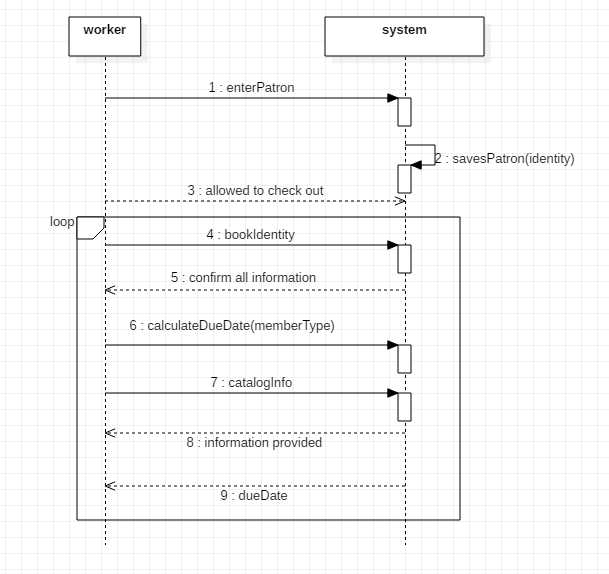 worker
system
1 : enterPatron
2 : savesPatron(identity)
3 : allowed to check out
loop
4 : bookIdentity
5 : confirm all information
6 : calculateDueDate(memberType)
7 : catalogInfo
8 : information provided
9 : dueDate